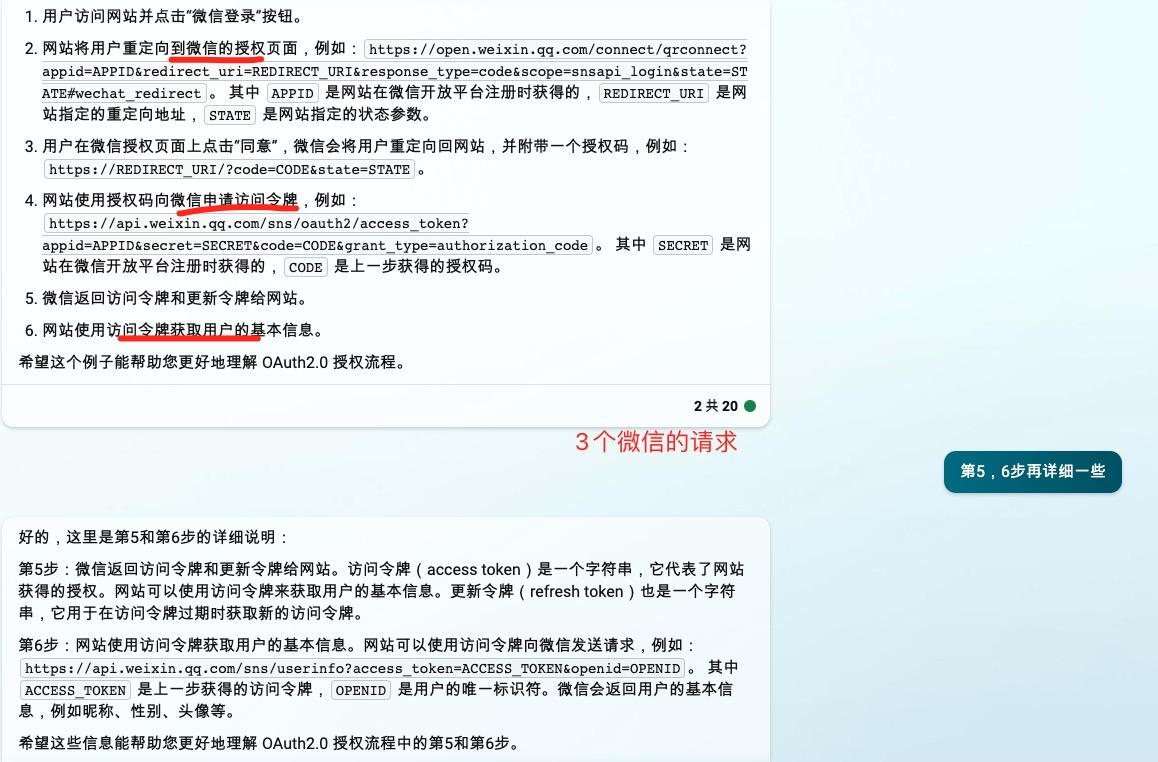 1. 用户访问网站并点击“微信登录”按钮。
2. 网站将用户重定向到微信的授权页面，例如： https://open.weixin.qq.com/connect/qrconnect?
appid=APPID&redirect_uri=REDIRECT_URI&response_type=code&scope=snsapi_login&state=ST
ATE#wechat_redirect 。 其中 APPID 是网站在微信开放平台注册时获得的， REDIRECT_URI 是网
站指定的重定向地址， STATE 是网站指定的状态参数。
3. 用户在微信授权页面上点击“同意”，微信会将用户重定向回网站，并附带一个授权码，例如：
https://REDIRECT_URI/?code=CODE&state=STATE 。
4. 网站使用授权码向微信申请访问令牌，例如：
https://api.weixin.qq.com/sns/oauth2/access_token?
appid=APPID&secret=SECRET&code=CODE&grant_type=authorization_code 。 其中 SECRET 是网
站在微信开放平台注册时获得的， CODE 是上一步获得的授权码。
5. 微信返回访问令牌和更新令牌给网站。
6. 网站使用访问令牌获取用户的基本信息。
希望这个例子能帮助您更好地理解 OAuth2.0 授权流程。
2 共 20
3个微信的请求
第5，6步再详细一些
好的，这里是第5和第6步的详细说明：
第5步：微信返回访问令牌和更新令牌给网站。访问令牌（access token）是一个字符串，它代表了网站
获得的授权。网站可以使用访问令牌来获取用户的基本信息。更新令牌（refresh token）也是一个字符
串，它用于在访问令牌过期时获取新的访问令牌。
第6步：网站使用访问令牌获取用户的基本信息。网站可以使用访问令牌向微信发送请求，例如：
https://api.weixin.qq.com/sns/userinfo?access_token=ACCESS_TOKEN&openid=OPENID 。 其中
ACCESS_TOKEN 是上一步获得的访问令牌， OPENID 是用户的唯一标识符。微信会返回用户的基本信
息，例如昵称、性别、头像等。
希望这些信息能帮助您更好地理解 OAuth2.0 授权流程中的第5和第6步。